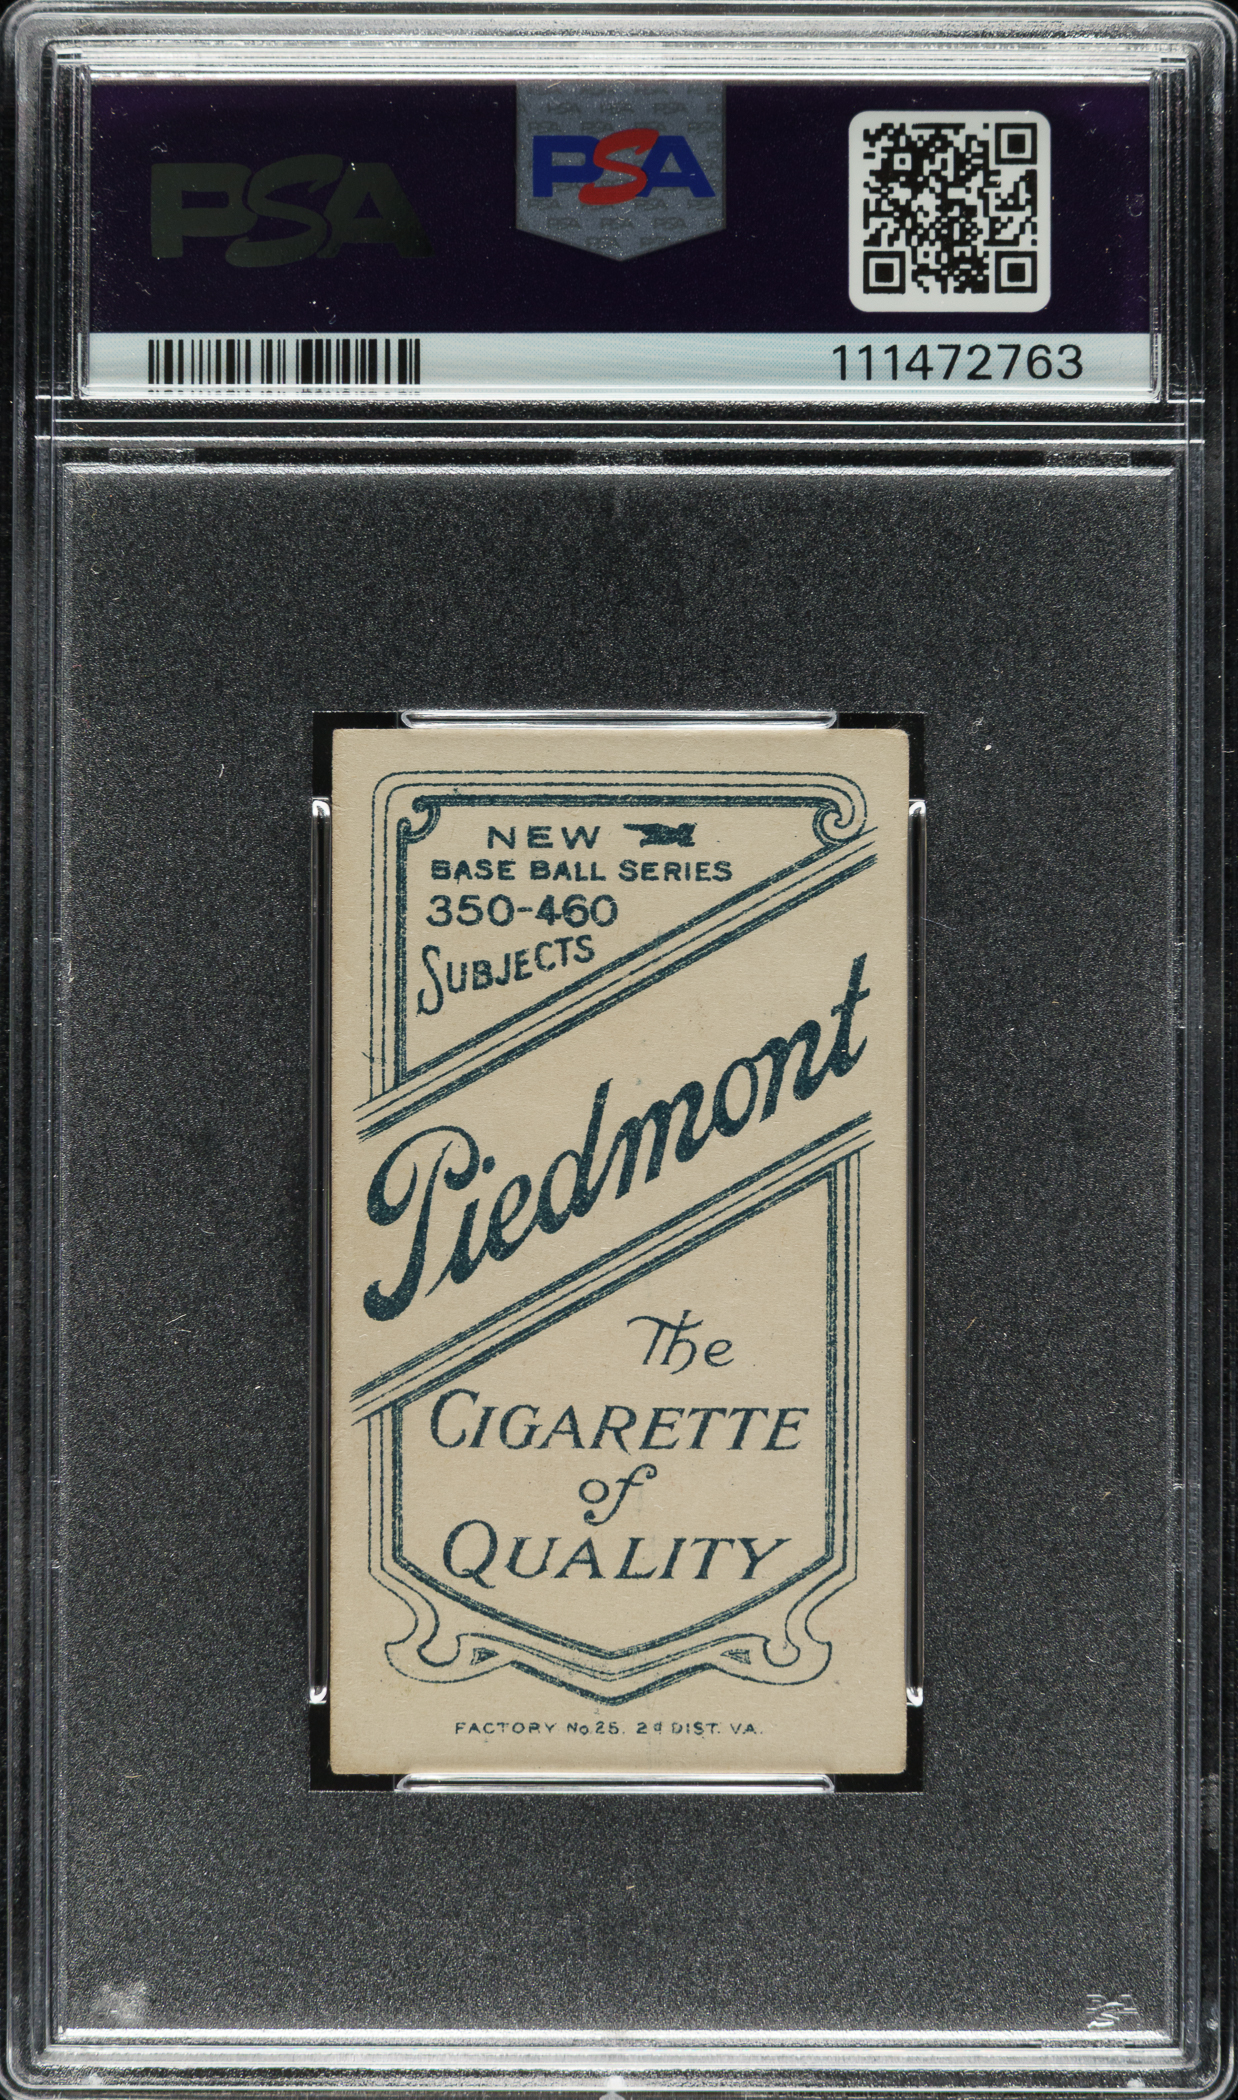 PSA
PSA
111472763
NEW
BASE BALL SERIES
350-460
SUBJECTS
Piedmont
The
CIGARETTE
of
QUALITY
FACTORY No. 25. 2d DIST. VA.